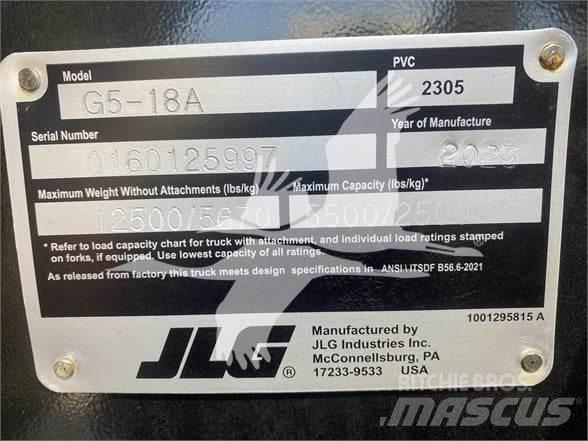 Model
PVC
G5-18A
2305
Serial Number
Year of Manufacture
0160125997
2023
Maximum Weight Without Attachments (lbs/kg)
Maximum Capacity (lbs/kg)*
12500/5670
5500/250
* Refer to load capacity chart for truck with attachment, and individual load ratings stamped
on forks, if equipped. Use lowest capacity of all ratings.
As released from factory this truck meets design specifications in ANSI \ ITSDF B56.6-2021
1001295815 A
JLG ®
Manufactured by
JLG Industries Inc.
McConnellsburg, PA
17233-9533 USA
RITCHIE BROS.
MASCUS